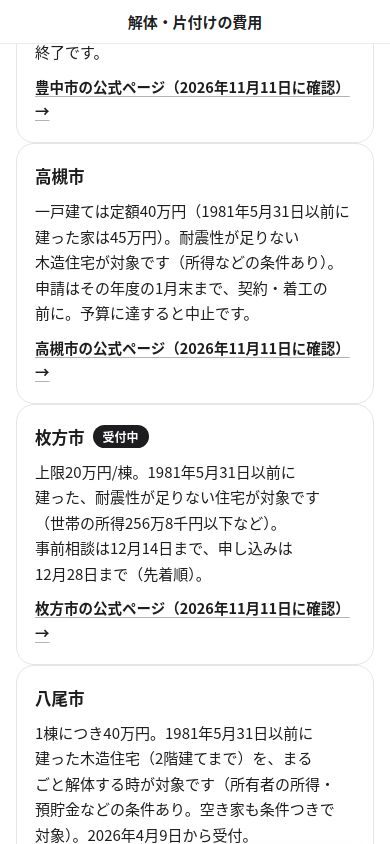 解体・片付けの費用
終了です。
豊中市の公式ページ（2026年11月11日に確認）
→
高槻市
一戸建ては定額40万円（1981年5月31日以前に
建った家は45万円）。耐震性が足りない
木造住宅が対象です（所得などの条件あり）。
申請はその年度の1月末まで、契約・着工の
前に。予算に達すると中止です。
高槻市の公式ページ（2026年11月11日に確認）
→
枚方市 受付中
上限20万円/棟。1981年5月31日以前に
建った、耐震性が足りない住宅が対象です
（世帯の所得256万8千円以下など）。
事前相談は12月14日まで、申し込みは
12月28日まで（先着順）。
枚方市の公式ページ（2026年11月11日に確認）
→
八尾市
1棟につき40万円。1981年5月31日以前に
建った木造住宅（2階建てまで）を、まる
ごと解体する時が対象です（所有者の所得・
預貯金などの条件あり。空き家も条件つきで
対象）。2026年4月9日から受付。